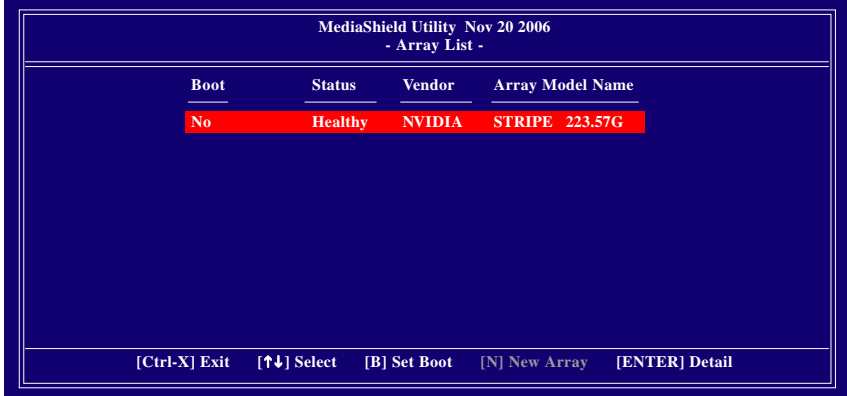 MediaShield Utility Nov 20 2006
- Array List -
Boot Status Vendor Array Model Name
No Healthy NVIDIA STRIPE 223.57G
[Ctrl-X] Exit [↑↓] Select [B] Set Boot [N] New Array [ENTER] Detail